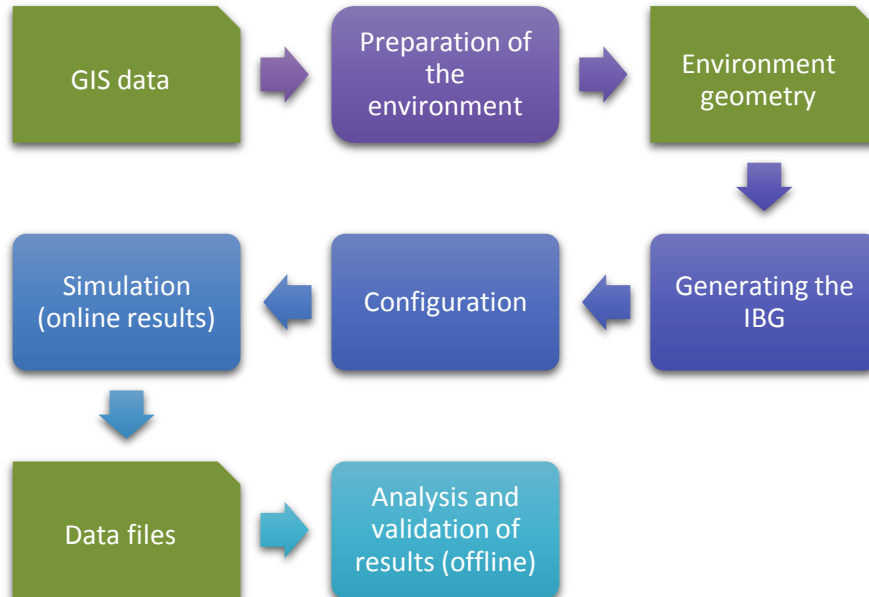 GIS data
Preparation of
the
environment
Environment
geometry
Simulation
(online results)
Configuration
Generating the
IBG
Data files
Analysis and
validation of
results (offline)